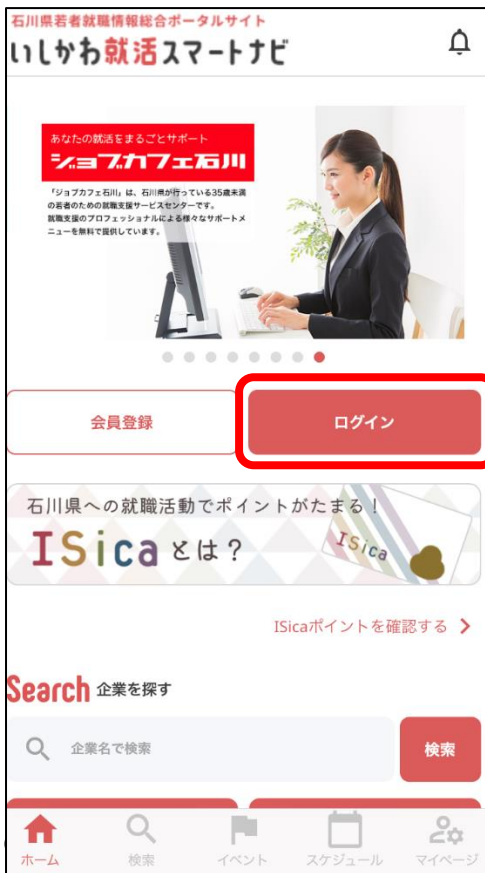 石川県若者就職情報総合ポータルサイト
いしかわ就活スマートナビ
あなたの就活をまるごとサポート
ジョブカフェ石川
「ジョブカフェ石川」は、石川県が行っている35歳未満
の若者のための就職支援サービスセンターです。
就職支援のプロフェッショナルによる様々なサポートメ
ニューを無料で提供しています。
会員登録
ログイン
石川県への就職活動でポイントがたまる！
ISica とは？
ISica
ISicaポイントを確認する
Search 企業を探す
企業名で検索
検索
ホーム
検索
イベント
スケジュール
マイページ